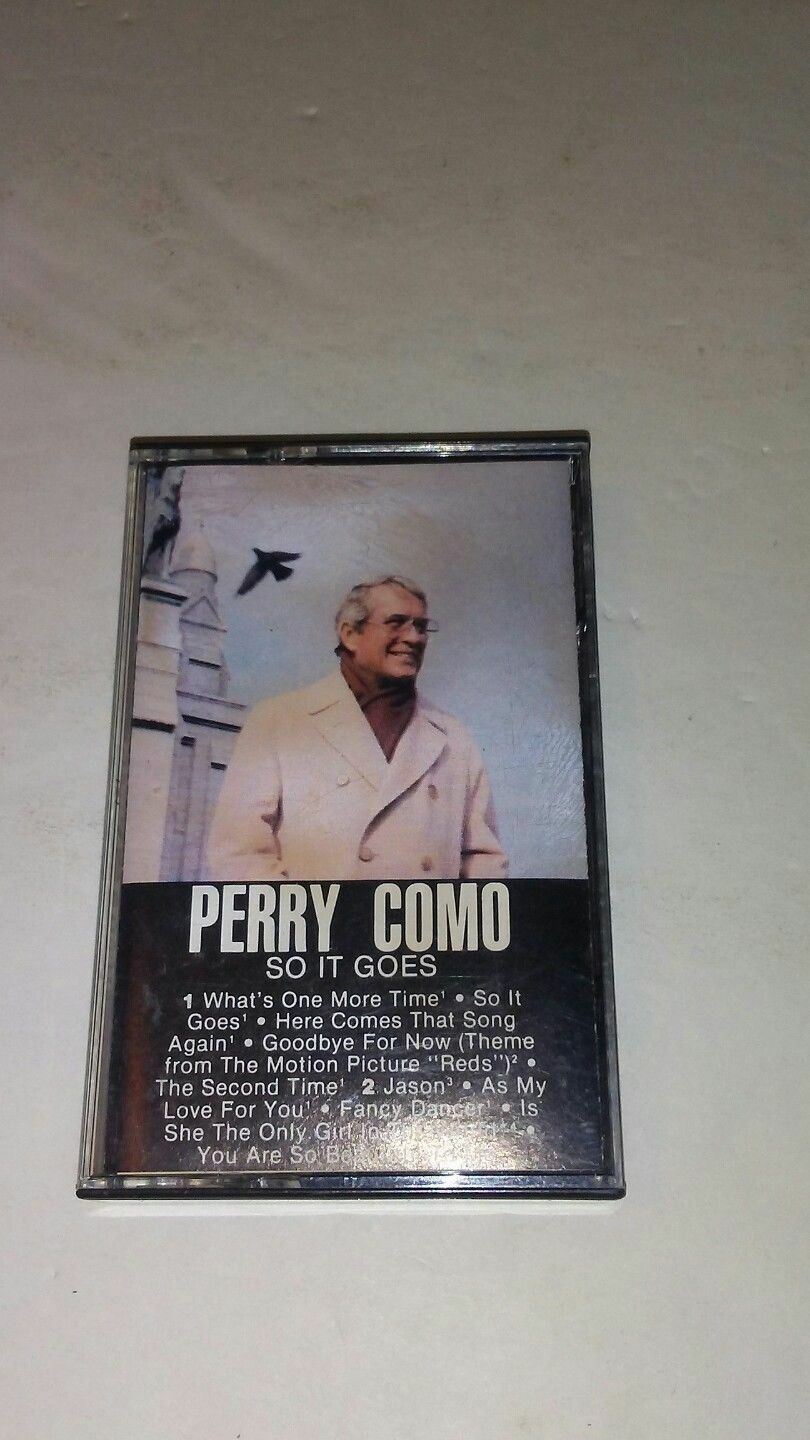 PERRY COMO
SO IT GOES
1 What's One More Time¹ • So It
Goes¹ • Here Comes That Song
Again¹ • Goodbye For Now (Theme
from The Motion Picture "Reds")² •
The Second Time¹ 2 Jason³ • As My
Love For You¹ • Fancy Dancer¹ • Is
She The Only Girl In
You Are So